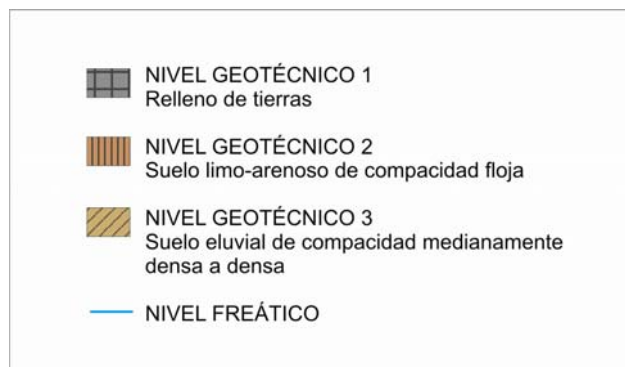 NIVEL GEOTÉCNICO 1
Relleno de tierras
NIVEL GEOTÉCNICO 2
Suelo limo-arenoso de compacidad floja
NIVEL GEOTÉCNICO 3
Suelo eluvial de compacidad medianamente
densa a densa
NIVEL FREÁTICO